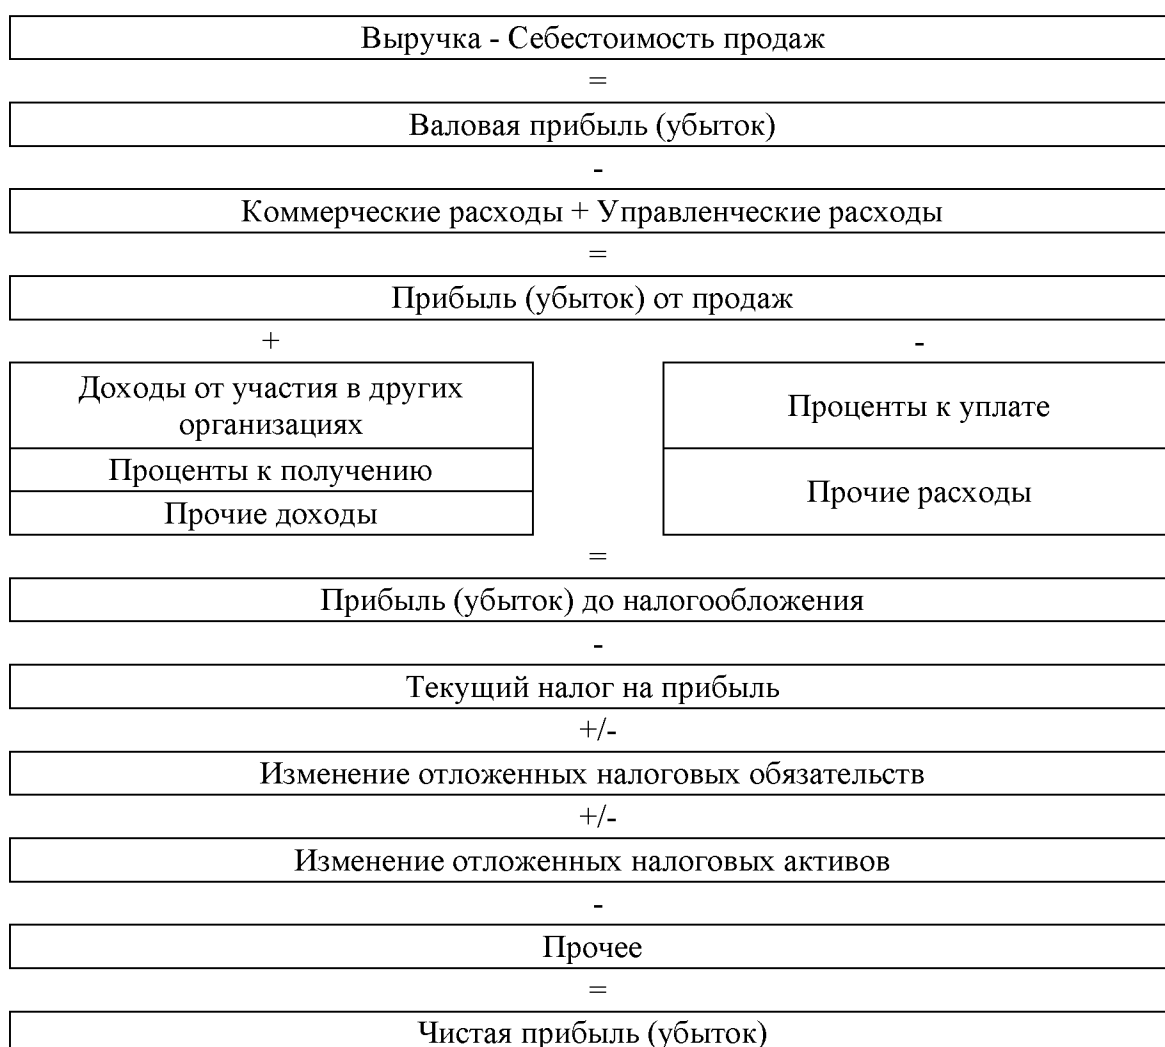 Выручка - Себестоимость продаж
=
Валовая прибыль (убыток)
-
Коммерческие расходы + Управленческие расходы
=
Прибыль (убыток) от продаж
+ -
Доходы от участия в других
организациях
Проценты к получению
Прочие доходы
Проценты к уплате
Прочие расходы
=
Прибыль (убыток) до налогообложения
-
Текущий налог на прибыль
+/-
Изменение отложенных налоговых обязательств
+/-
Изменение отложенных налоговых активов
-
Прочее
=
Чистая прибыль (убыток)